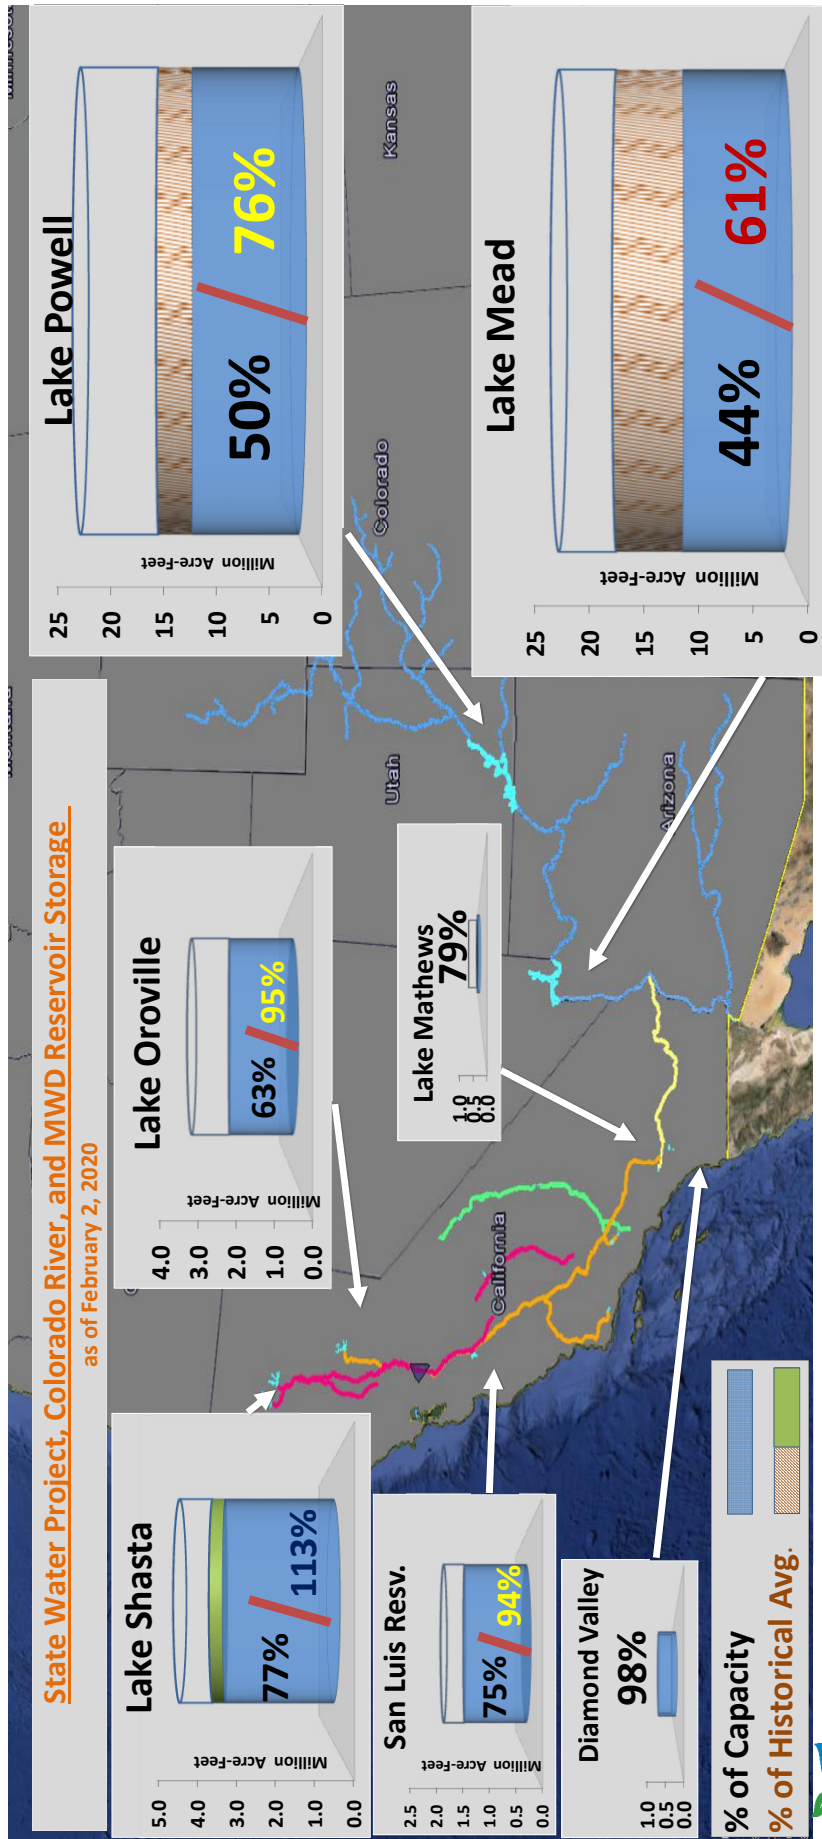 State Water Project, Colorado River, and MWD Reservoir Storage
as of February 2, 2020
Lake Shasta
5.0
4.0
3.0
2.0
1.0
0.0
Million Acre-Feet
77%
113%
San Luis Resv.
2.5
2.0
1.5
1.0
0.5
0.0
Million Acre-Feet
75%
94%
Diamond Valley
1.0
0.5
0.0
98%
% of Capacity
% of Historical Avg.
Lake Oroville
4.0
3.0
2.0
1.0
0.0
Million Acre-Feet
63%
95%
Lake Mathews
1.0
0.5
0.0
79%
Lake Powell
25
20
15
10
5
0
Million Acre-Feet
50%
76%
Lake Mead
25
20
15
10
5
0
Million Acre-Feet
44%
61%
California
Utah
Arizona
Colorado
Kansas